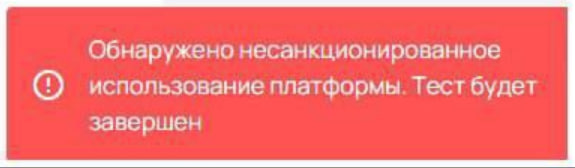 Обнаружено несанкционированное
использование платформы. Тест будет
завершен